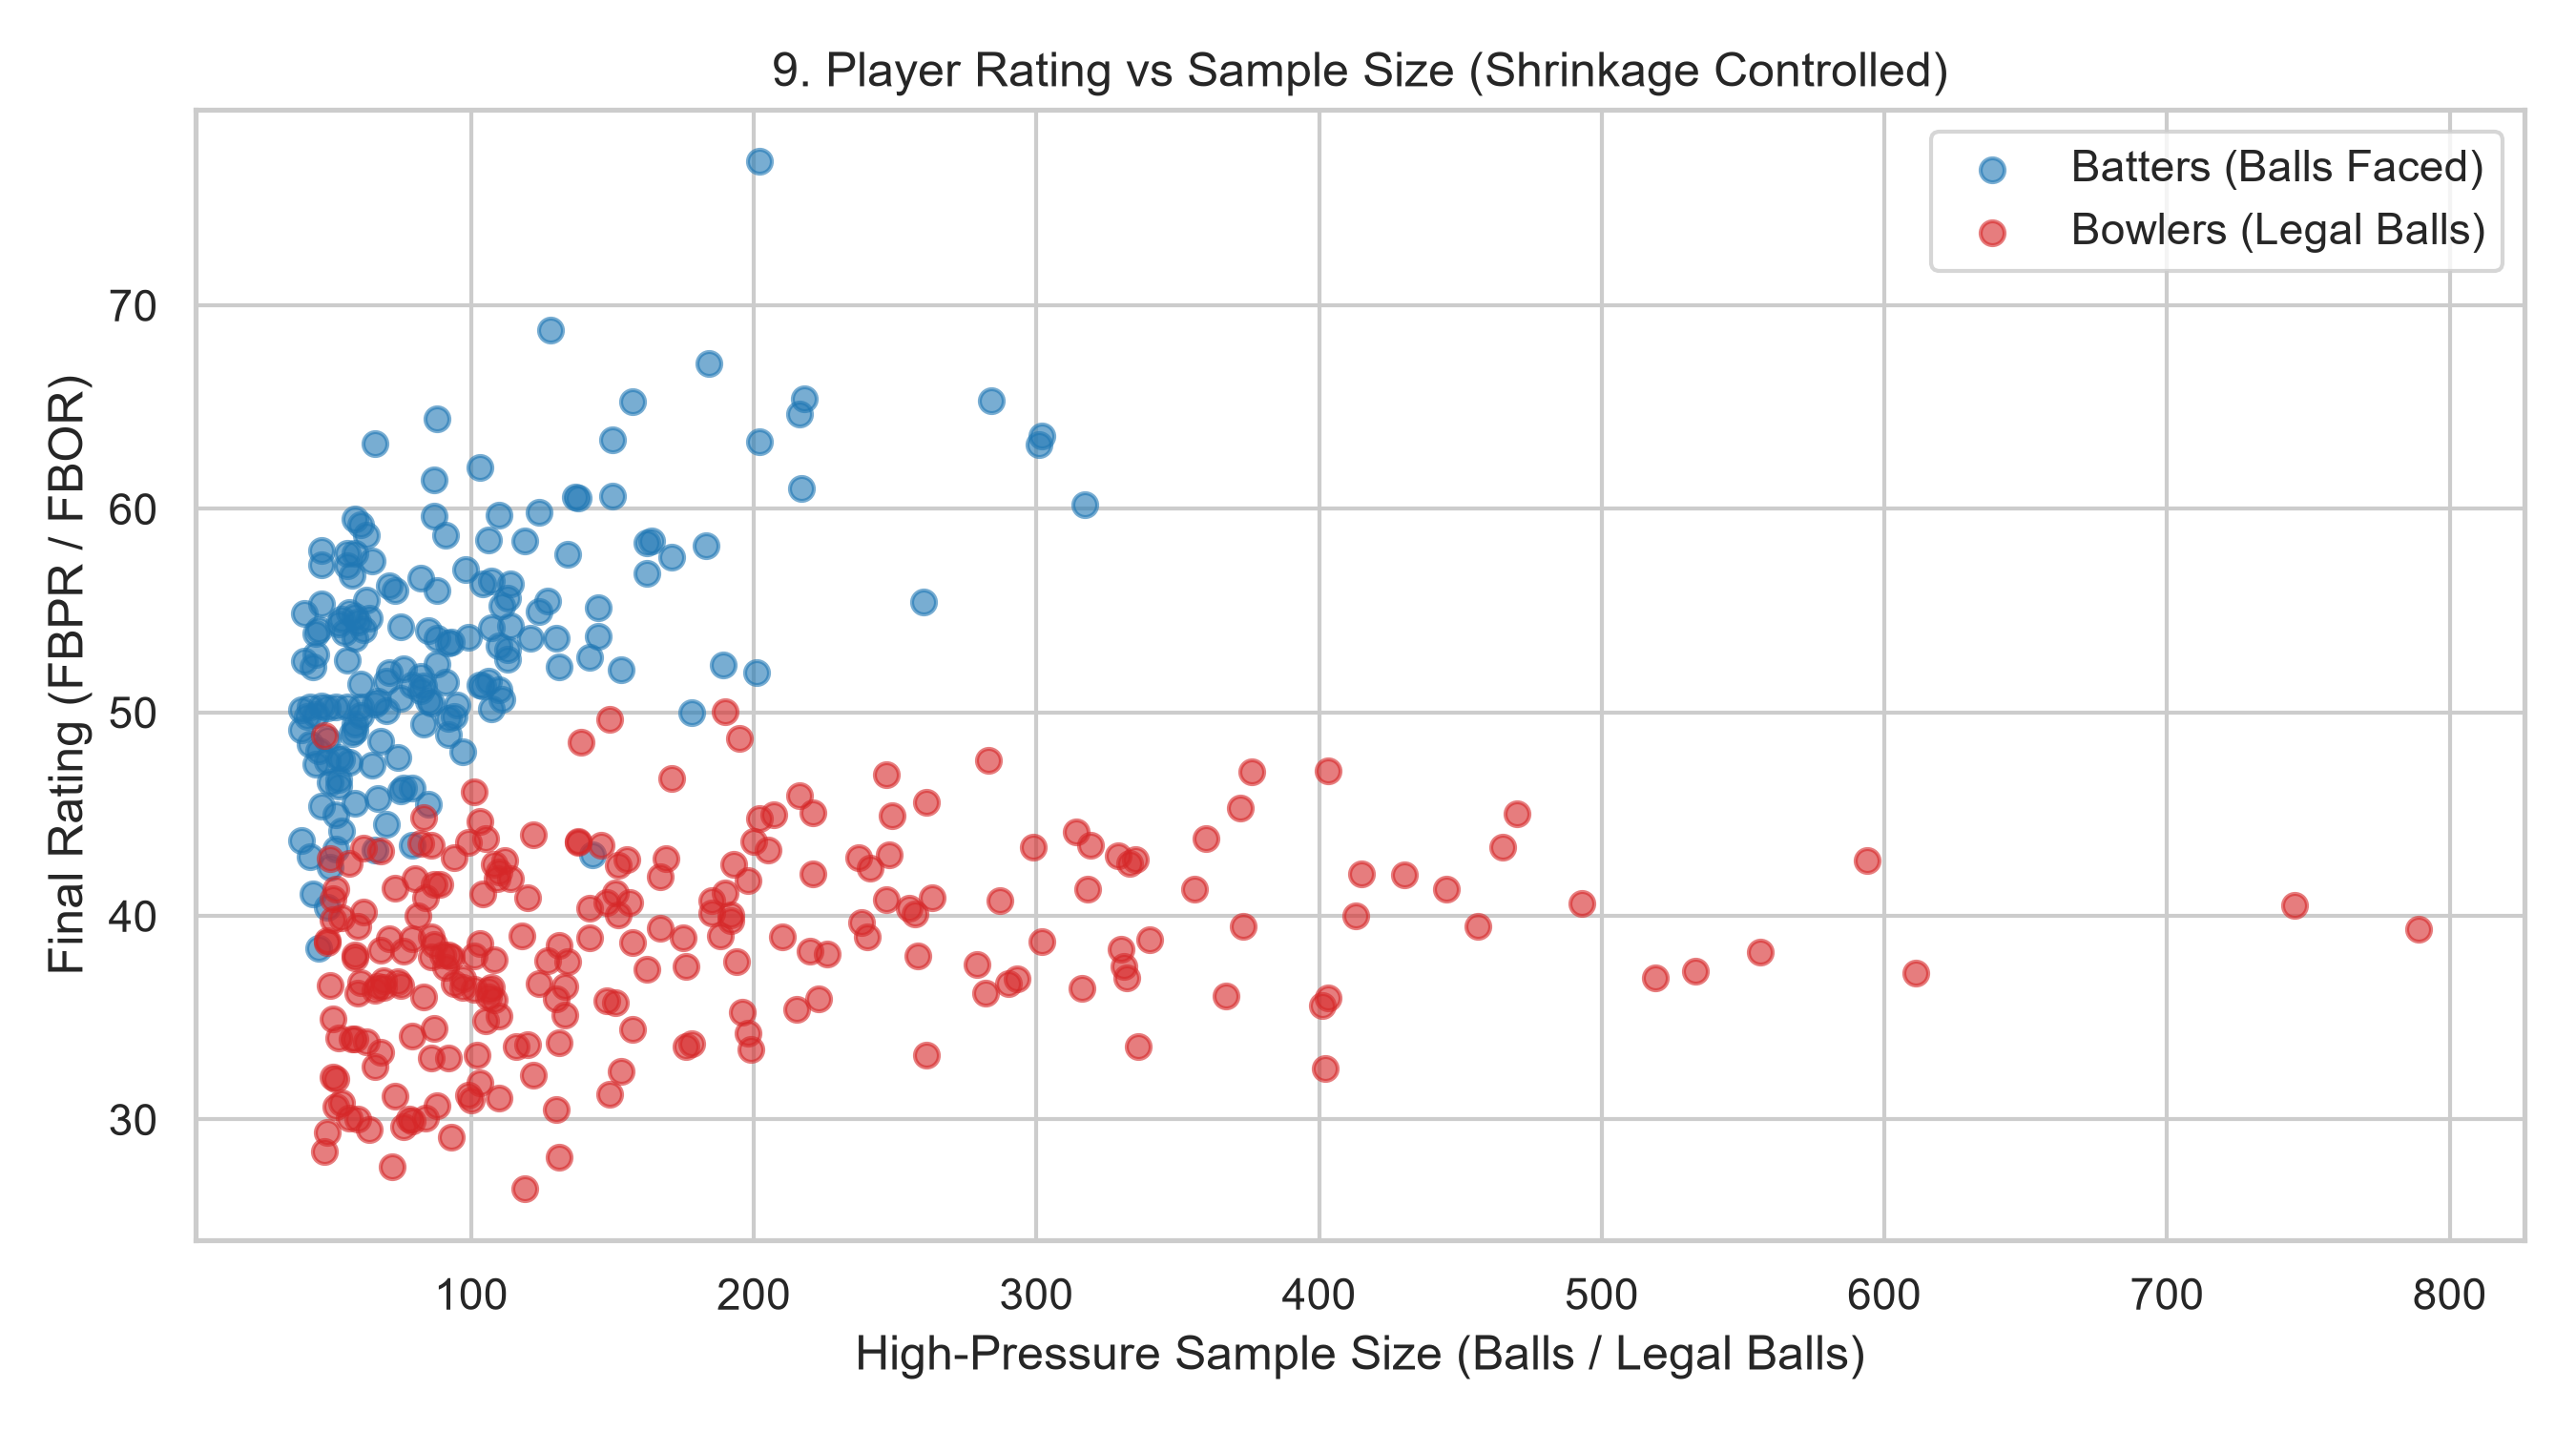 9. Player Rating vs Sample Size (Shrinkage Controlled)
Batters (Balls Faced)
Bowlers (Legal Balls)
Final Rating (FBPR / FBOR)
70
60
50
40
30
100 200 300 400 500 600 700 800
High-Pressure Sample Size (Balls / Legal Balls)